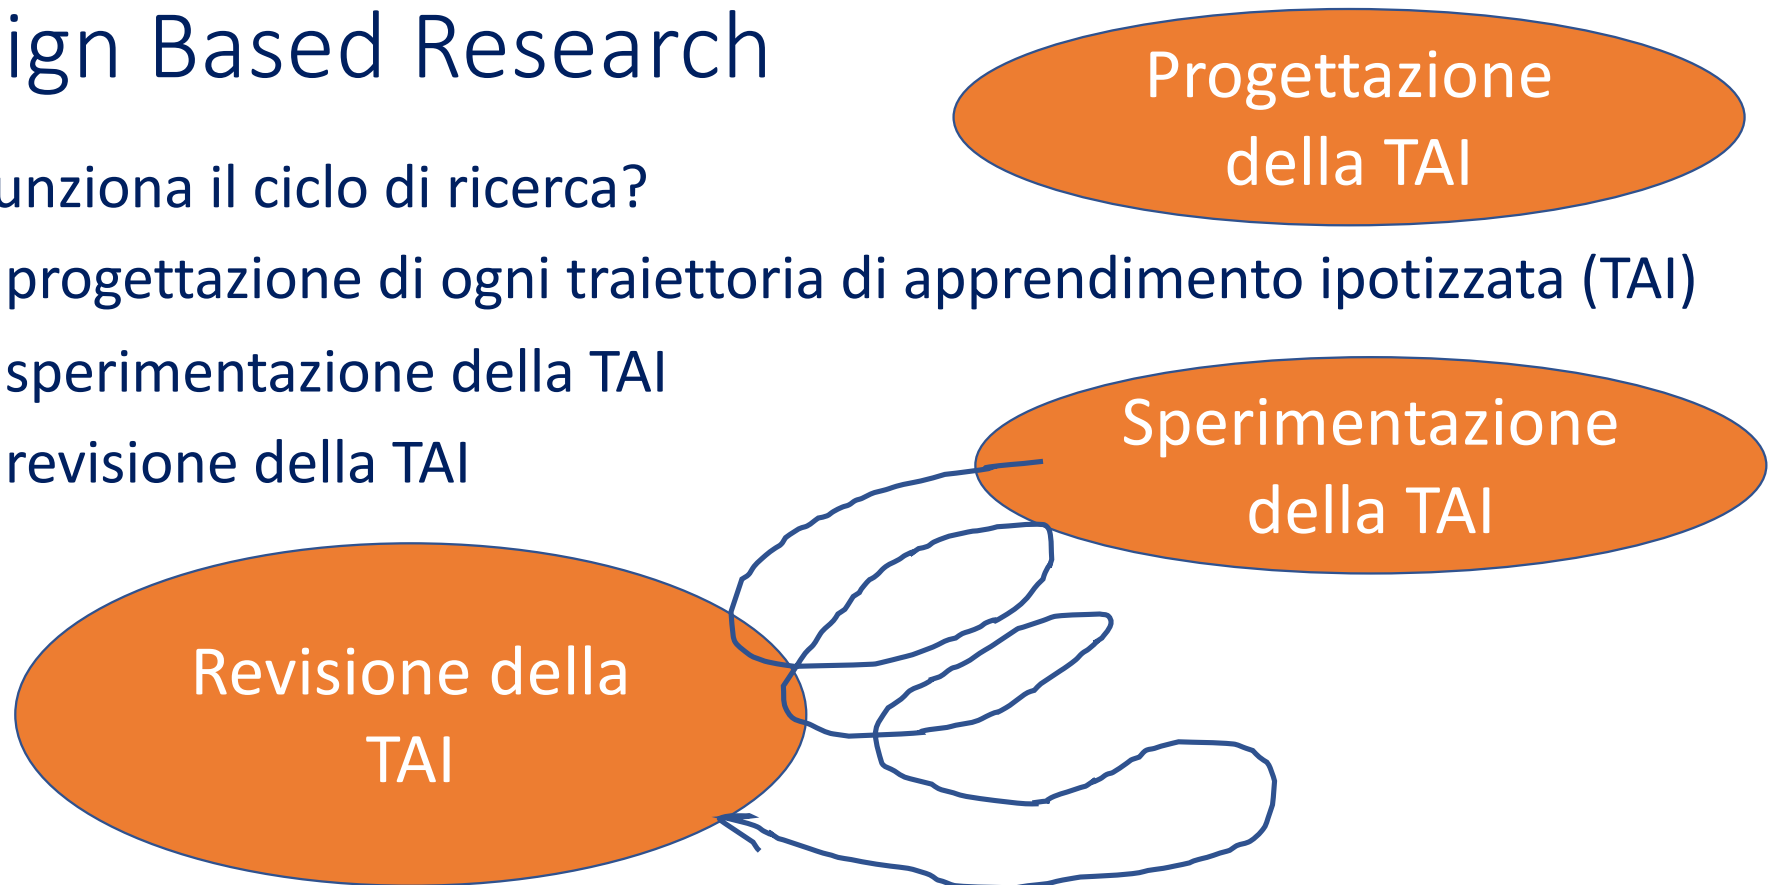 ign Based Research
Progettazione
della TAI
unziona il ciclo di ricerca?
progettazione di ogni traiettoria di apprendimento ipotizzata (TAI)
sperimentazione della TAI
revisione della TAI
Sperimentazione
della TAI
Revisione della
TAI